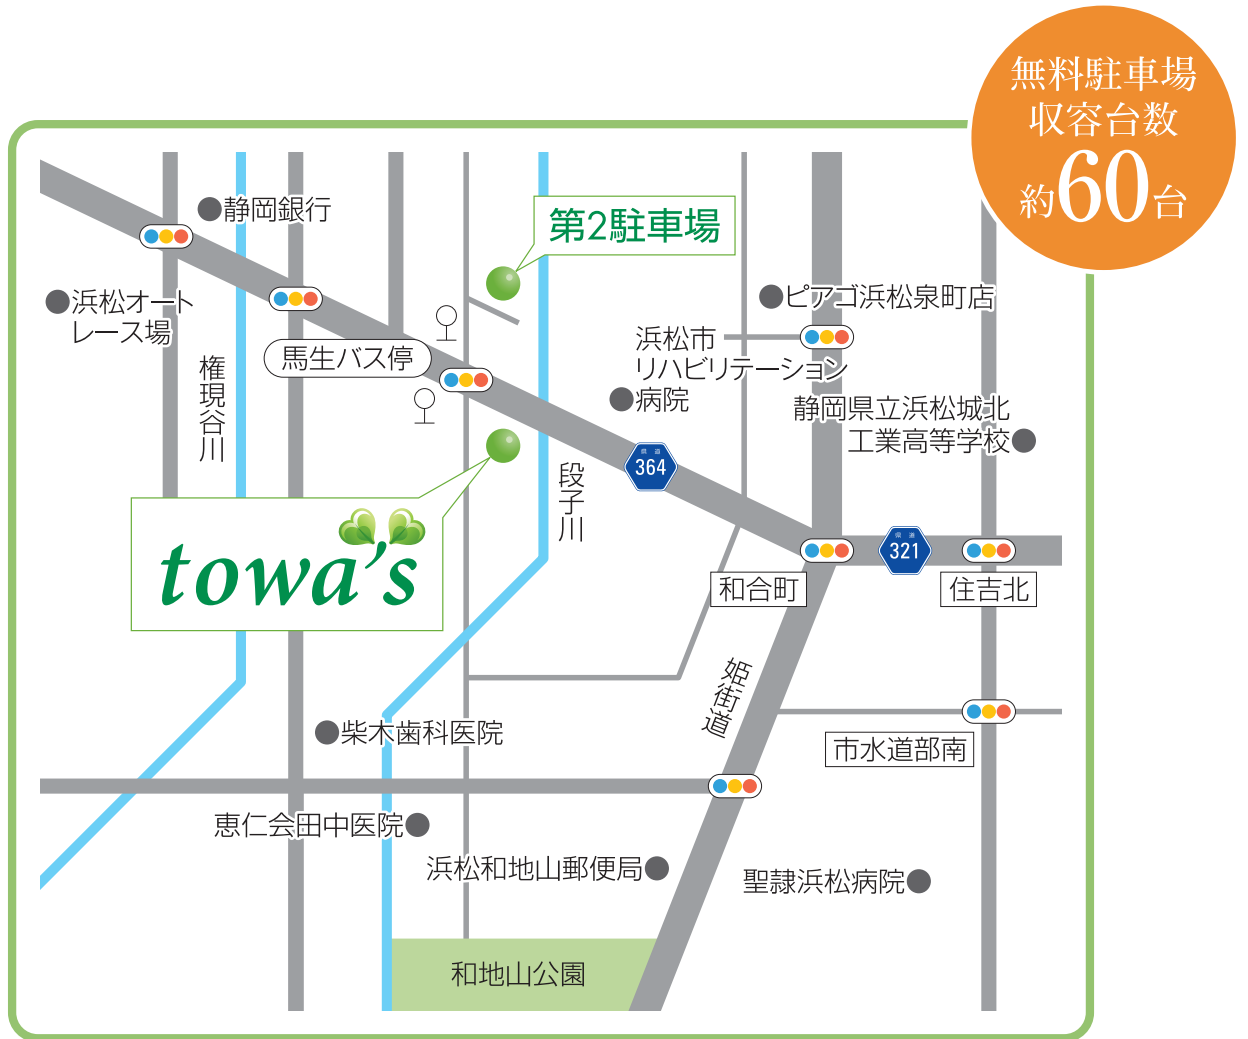 無料駐車場
収容台数
約60台
静岡銀行
第2駐車場
浜松オート
レース場
ピアゴ浜松泉町店
浜松市
リハビリテーション
病院
馬生バス停
権現谷川
静岡県立浜松城北
工業高等学校
県道
364
段子川
towa's
県道
321
和合町
住吉北
姫街道
柴木歯科医院
市水道部南
恵仁会田中医院
浜松和地山郵便局
聖隷浜松病院
和地山公園